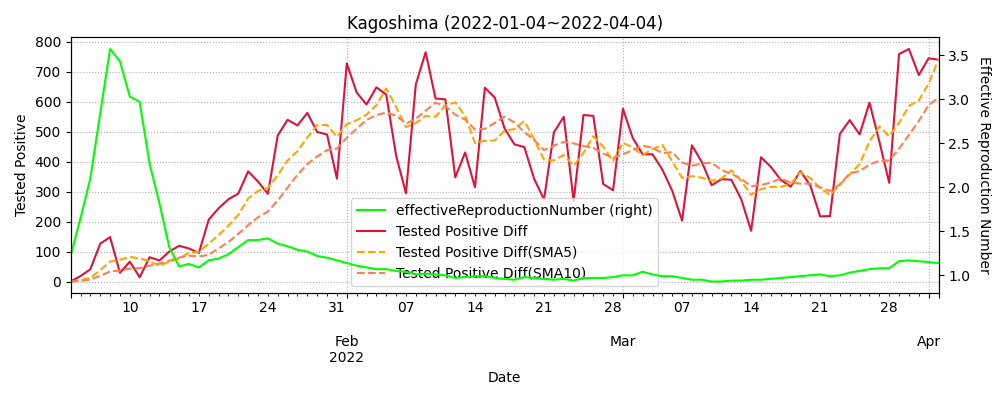 Kagoshima (2022-01-04~2022-04-04)
800
700
600
500
400
300
200
100
0
Tested Positive
3.5
3.0
2.5
2.0
1.5
1.0
Effective Reproduction Number
effectiveReproductionNumber (right)
Tested Positive Diff
Tested Positive Diff(SMA5)
Tested Positive Diff(SMA10)
10 17 24 31 07 14 21 28 07 14 21 28
Feb Mar Apr
2022
Date